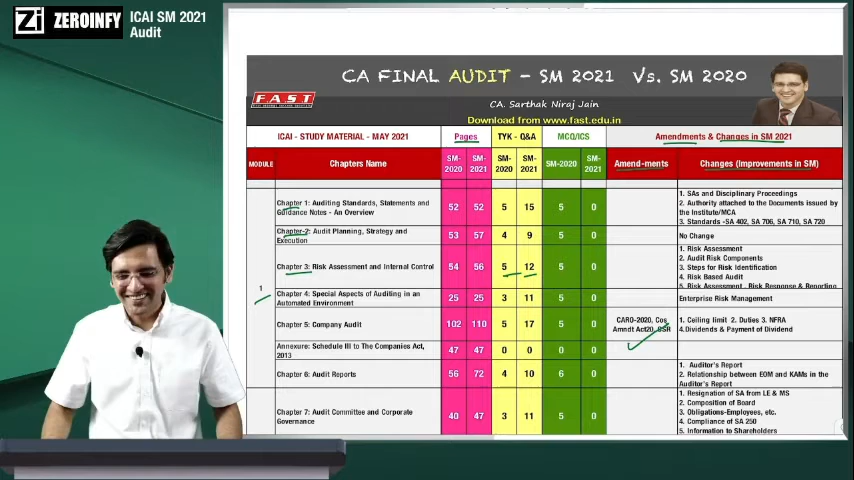 Zi ZEROINFY
ICAI SM 2021
Audit
CA FINAL AUDIT - SM 2021 Vs. SM 2020
FAST
CA. Sarthak Niraj Jain
Download from www.fast.edu.in
ICAI - STUDY MATERIAL - MAY 2021 Pages TYK - Q&A MCQ/ICS Amendments & Changes in SM 2021
MODULE Chapters Name SM-2020 SM-2021 SM-2020 SM-2021 SM-2020 SM-2021 Amend-ments Changes (Improvements in SM)
1
Chapter 1: Auditing Standards, Statements and
Guidance Notes - An Overview
52 52 5 15 5 0
1. SAs and Disciplinary Proceedings
2. Authority attached to the Documents issued by
the Institute/MCA
3. Standards -SA 402, SA 706, SA 710, SA 720
Chapter-2: Audit Planning, Strategy and
Execution
53 57 4 9 5 0
No Change
Chapter 3: Risk Assessment and Internal Control
54 56 5 12 5 0
1. Risk Assessment
2. Audit Risk Components
3. Steps for Risk Identification
4. Risk Based Audit
5. Risk Assessment - Risk Response & Reporting
Chapter 4: Special Aspects of Auditing in an
Automated Environment
25 25 3 11 5 0
Enterprise Risk Management
Chapter 5: Company Audit
102 110 5 17 5 0
CARO-2020, Cos
Amndt Act20,
1. Ceiling limit 2. Duties 3. NFRA
4.Dividends & Payment of Dividend
Annexure: Schedule III to The Companies Act,
2013
47 47 0 0 0 0
Chapter 6: Audit Reports
56 72 4 10 6 0
1. Auditor's Report
2. Relationship between EOM and KAMs in the
Auditor's Report
Chapter 7: Audit Committee and Corporate
Governance
40 47 3 11 5 0
1. Resignation of SA from LE & MS
2. Composition of Board
3. Obligations-Employees, etc.
4. Compliance of SA 250
5. Information to Shareholders